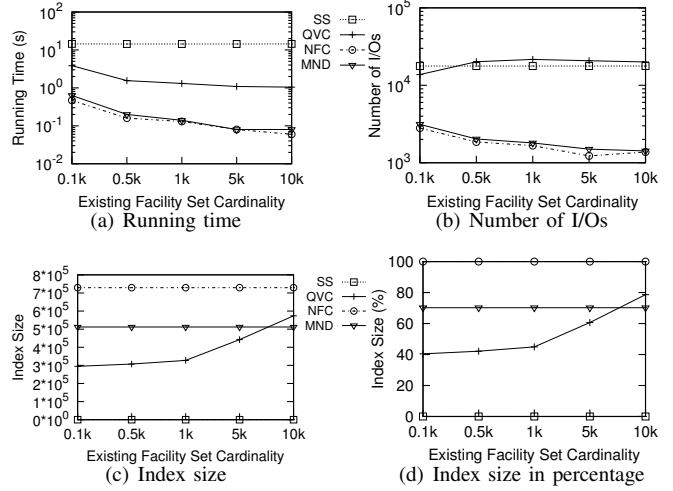 Running Time (s)
10²
10¹
10⁰
10⁻¹
10⁻²
0.1k 0.5k 1k 5k 10k
Existing Facility Set Cardinality
(a) Running time
SS
QVC
NFC
MND
Number of I/Os
10⁵
10⁴
10³
0.1k 0.5k 1k 5k 10k
Existing Facility Set Cardinality
(b) Number of I/Os
Index Size
8*10⁵
7*10⁵
6*10⁵
5*10⁵
4*10⁵
3*10⁵
2*10⁵
1*10⁵
0*10⁰
0.1k 0.5k 1k 5k 10k
Existing Facility Set Cardinality
(c) Index size
SS
QVC
NFC
MND
Index Size (%)
100
80
60
40
20
0
0.1k 0.5k 1k 5k 10k
Existing Facility Set Cardinality
(d) Index size in percentage